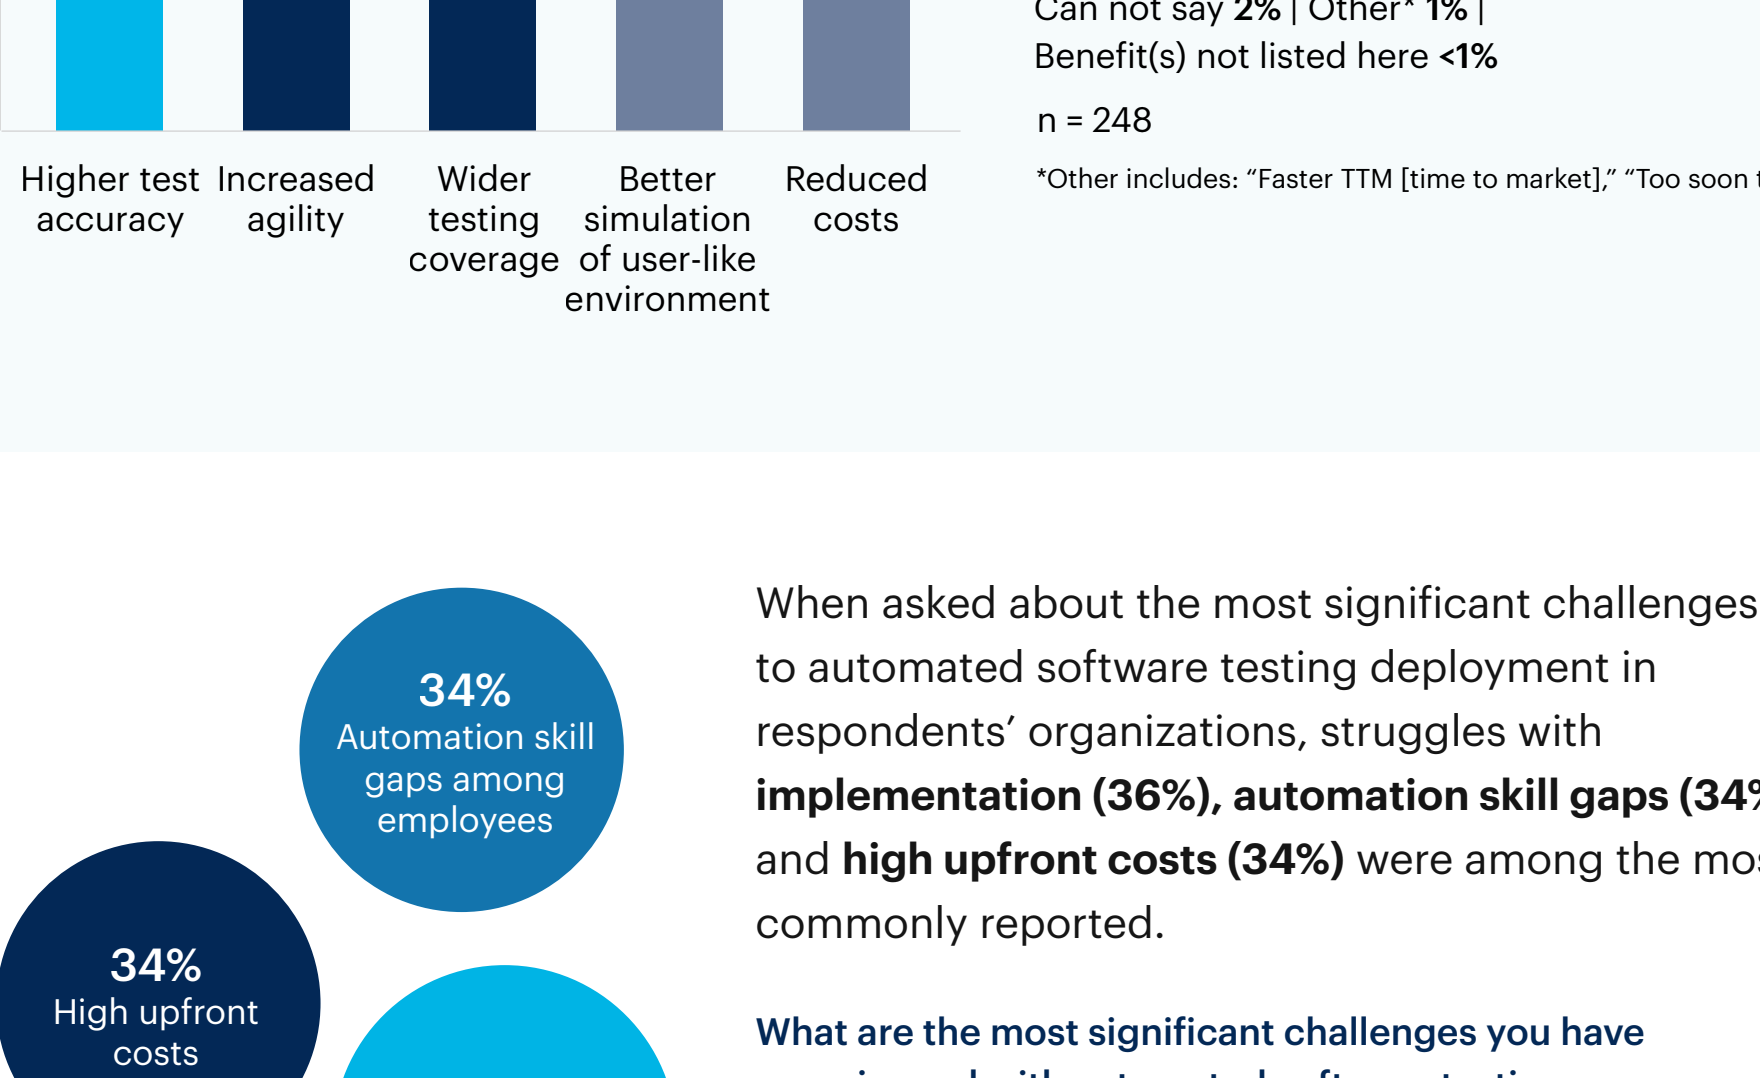 Can not say 2% | Other* 1% |
Benefit(s) not listed here <1%
n = 248
*Other includes: “Faster TTM [time to market],” “Too soon
Higher test accuracy
Increased agility
Wider testing coverage
Better simulation of user-like environment
Reduced costs
34%
Automation skill
gaps among
employees
34%
High upfront
costs
When asked about the most significant challenges
to automated software testing deployment in
respondents’ organizations, struggles with
implementation (36%), automation skill gaps (34%
and high upfront costs (34%) were among the
commonly reported.
What are the most significant challenges you have